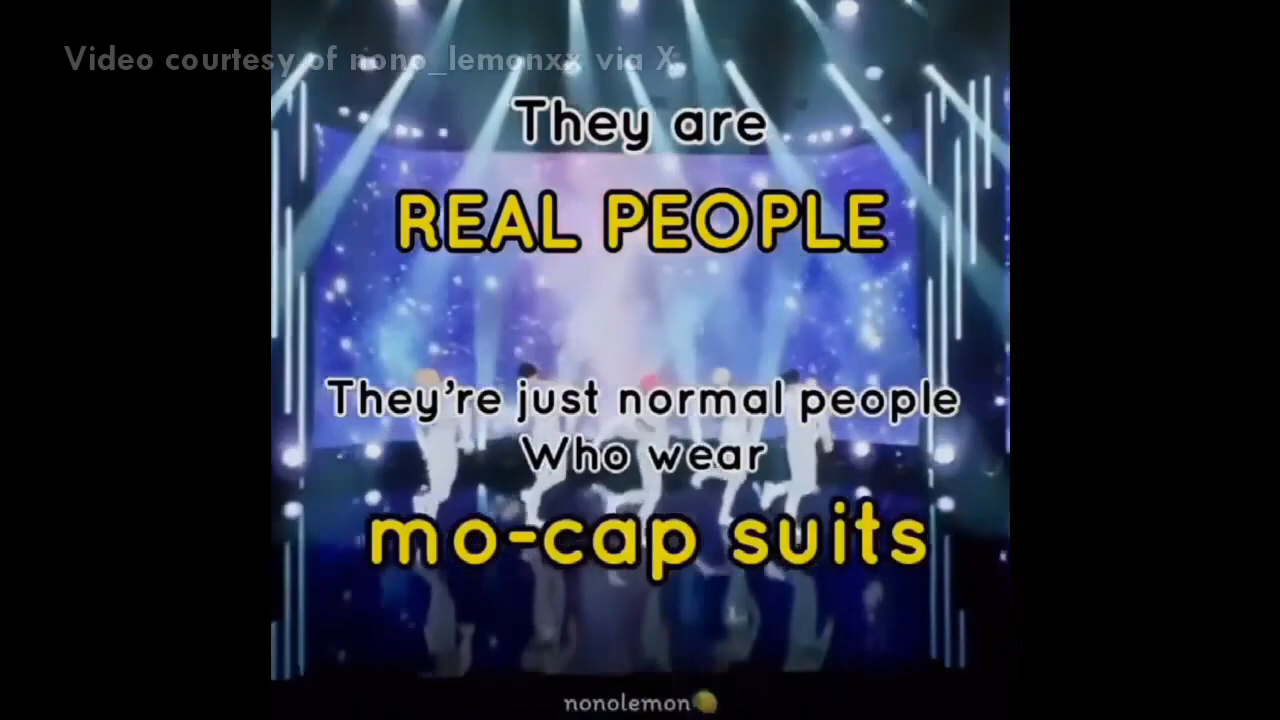 Video courtesy of nono_lemonxx via X
They are
REAL PEOPLE
They're just normal people
Who wear
mo-cap suits
nonolemon🍋